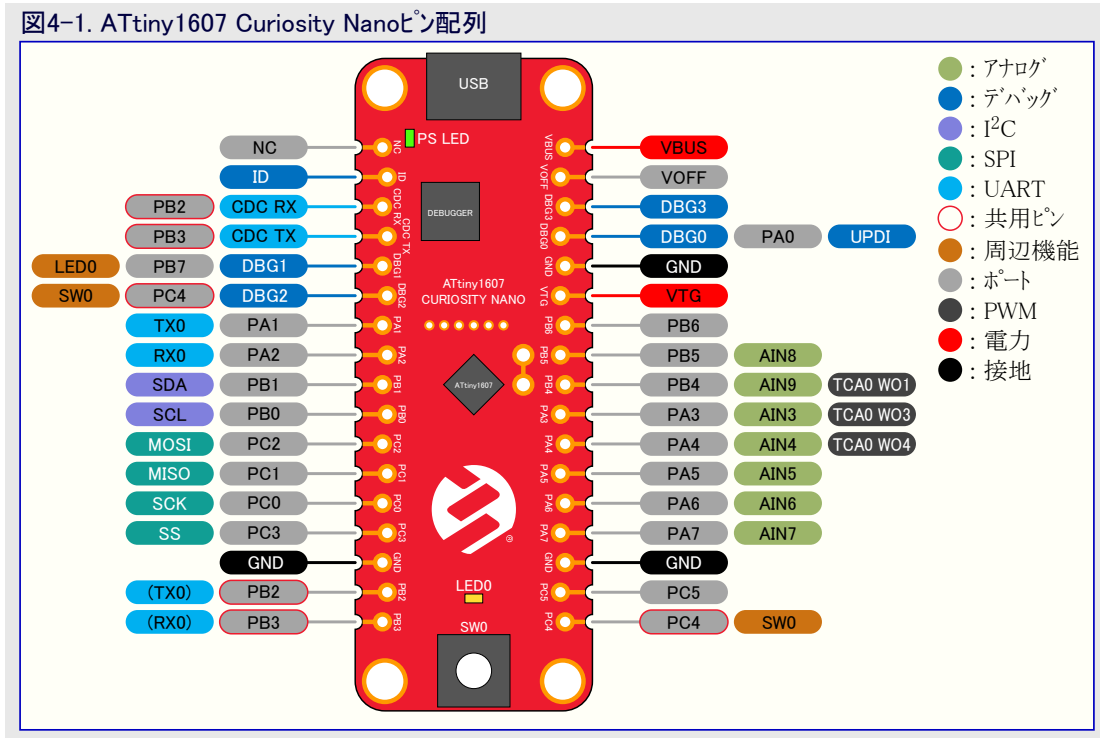 図4-1. ATtiny1607 Curiosity Nanoピン配列
USB
PS LED
DEBUGGER
ATtiny1607
CURIOSITY NANO
ATtiny1607
®
LED0
SW0
NC NC
ID ID
PB2 CDC RX CDC RX
PB3 CDC TX CDC TX
LED0 PB7 DBG1 DBG1
SW0 PC4 DBG2 DBG2
TX0 PA1 PA1
RX0 PA2 PA2
SDA PB1 PB1
SCL PB0 PB0
MOSI PC2 PC2
MISO PC1 PC1
SCK PC0 PC0
SS PC3 PC3
GND GND
(TX0) PB2 PB2
(RX0) PB3 PB3
VBUS VBUS
VOFF VOFF
DBG3 DBG3
DBG0 DBG0 PA0 UPDI
GND GND
VTG VTG
PB6 PB6
PB5 PB5 AIN8
PB4 PB4 AIN9 TCA0 WO1
PA3 PA3 AIN3 TCA0 WO3
PA4 PA4 AIN4 TCA0 WO4
PA5 PA5 AIN5
PA6 PA6 AIN6
PA7 PA7 AIN7
GND GND
PC5 PC5
PC4 PC4 SW0
: アナログ
: デバッグ
: I²C
: SPI
: UART
: 共用ピン
: 周辺機能
: ポート
: PWM
: 電力
: 接地